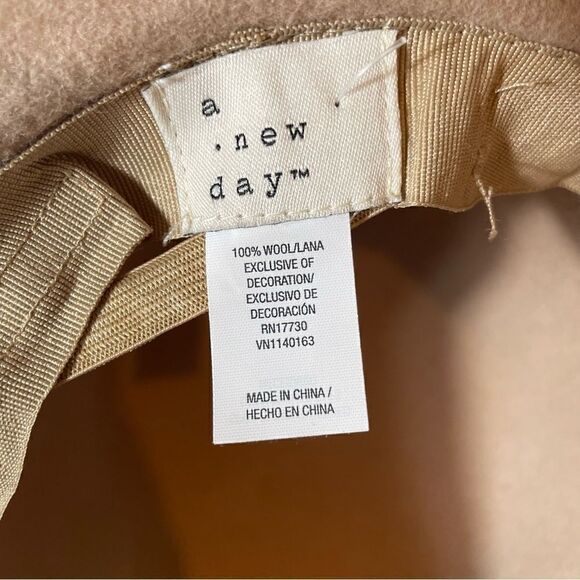 a .
. new
day™
100% WOOL/LANA
EXCLUSIVE OF
DECORATION/
EXCLUSIVO DE
DECORACIÓN
RN17730
VN1140163
MADE IN CHINA /
HECHO EN CHINA